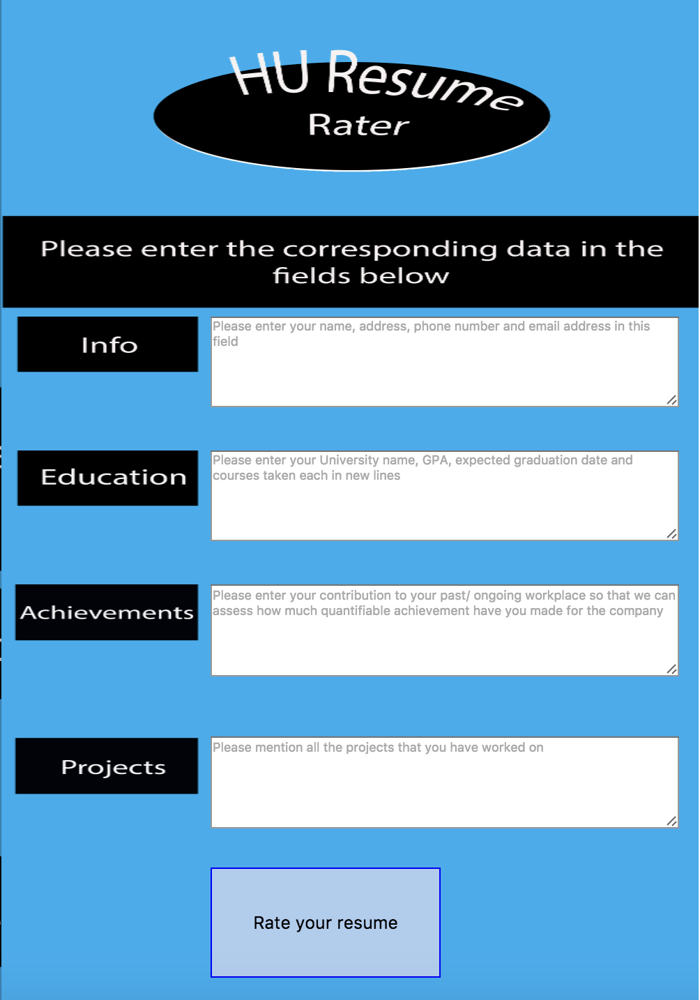 HU Resume
Rater
Please enter the corresponding data in the
fields below
Info
Please enter your name, address, phone number and email address in this
field
Education
Please enter your University name, GPA, expected graduation date and
courses taken each in new lines
Achievements
Please enter your contribution to your past/ ongoing workplace so that we can
assess how much quantifiable achievement have you made for the company
Projects
Please mention all the projects that you have worked on
Rate your resume